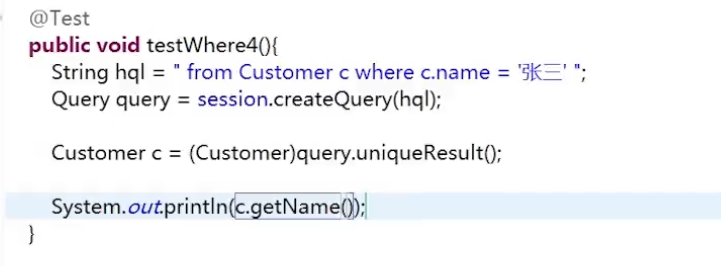 @Test
public void testWhere4(){
String hql = " from Customer c where c.name = '张三' ";
Query query = session.createQuery(hql);
Customer c = (Customer)query.uniqueResult();
System.out.println(c.getName());
}